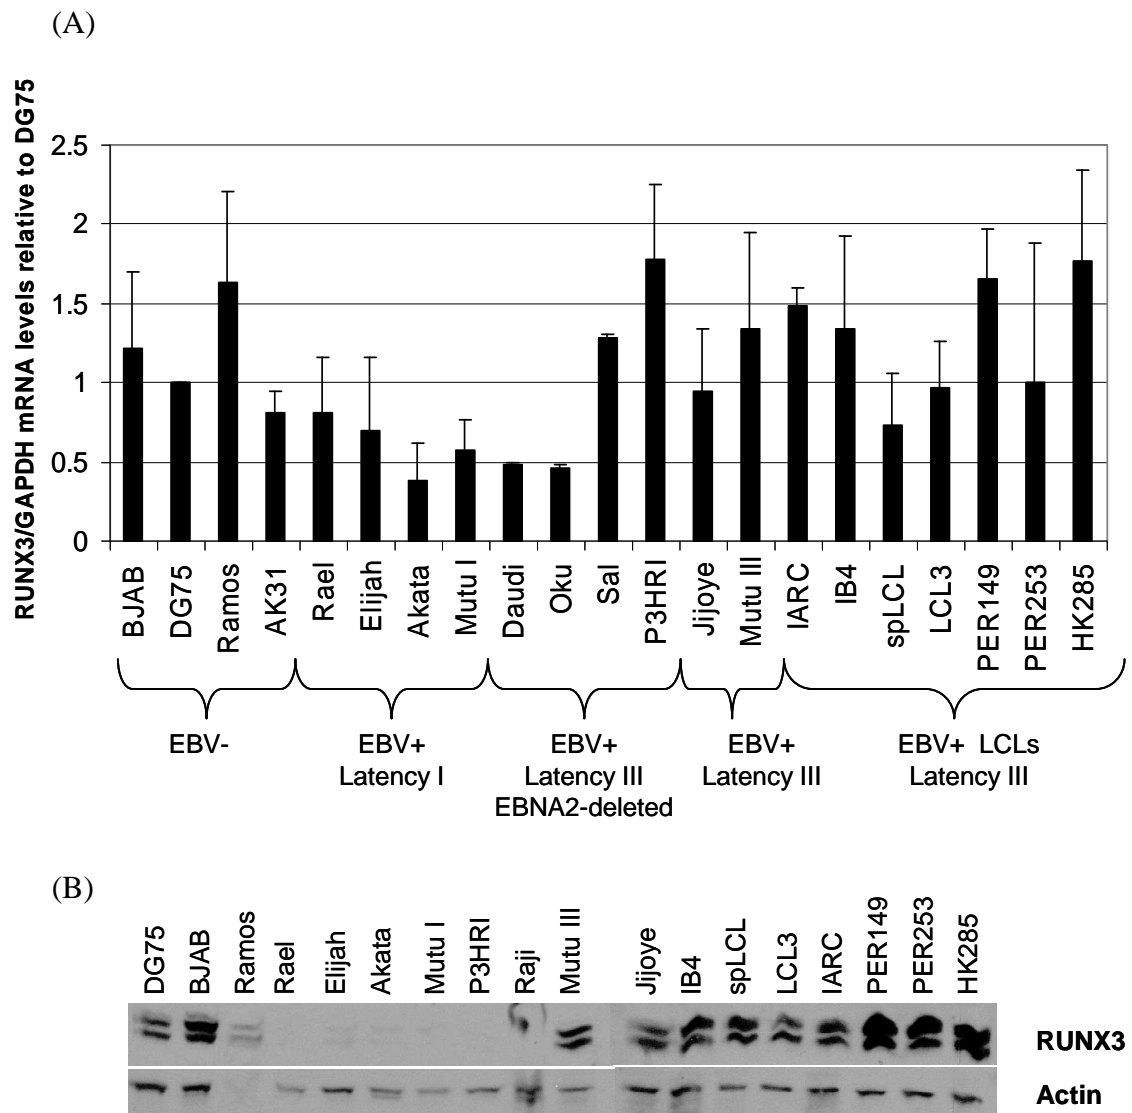 (A)
RUNX3/GAPDH mRNA levels relative to DG75
2.5
2
1.5
1
0.5
0
BJAB
DG75
Ramos
AK31
Rael
Elijah
Akata
Mutu I
Daudi
Oku
Sal
P3HRI
Jijoye
Mutu III
IARC
IB4
spLCL
LCL3
PER149
PER253
HK285
EBV-
EBV+
Latency I
EBV+
Latency III
EBNA2-deleted
EBV+
Latency III
EBV+ LCLs
Latency III
(B)
DG75
BJAB
Ramos
Rael
Elijah
Akata
Mutu I
P3HRI
Raji
Mutu III
Jijoye
IB4
spLCL
LCL3
IARC
PER149
PER253
HK285
RUNX3
Actin